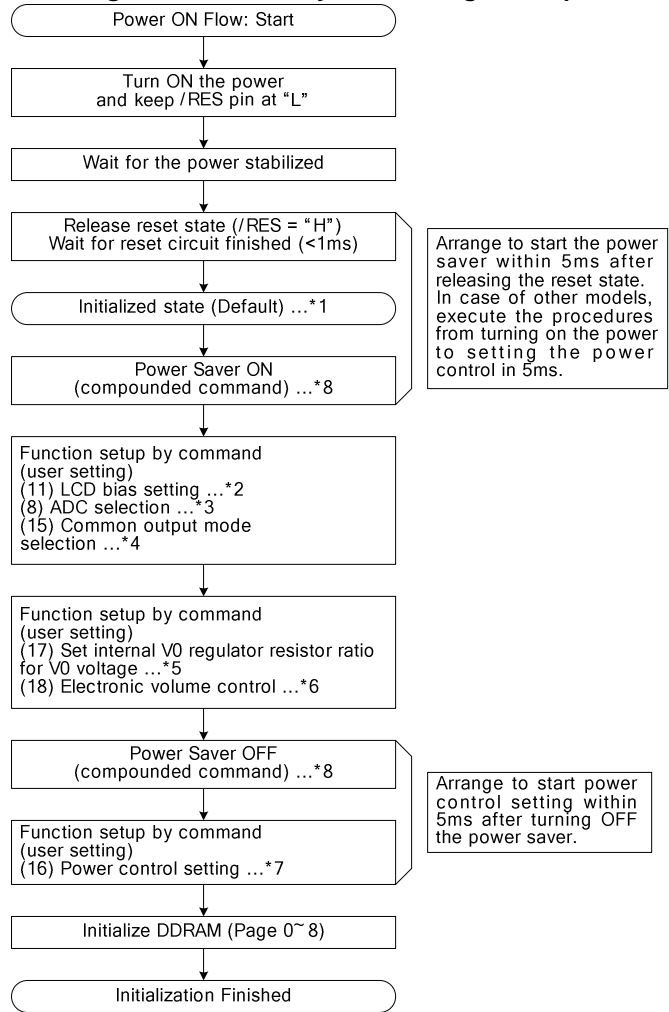 Power ON Flow: Start
Turn ON the power
and keep /RES pin at “L”
Wait for the power stabilized
Release reset state (/RES = “H”)
Wait for reset circuit finished (<1ms)
Initialized state (Default) …*1
Power Saver ON
(compounded command) …*8
Arrange to start the power
saver within 5ms after
releasing the reset state.
In case of other models,
execute the procedures
from turning on the power
to setting the power
control in 5ms.
Function setup by command
(user setting)
(11) LCD bias setting …*2
(8) ADC selection …*3
(15) Common output mode
selection …*4
Function setup by command
(user setting)
(17) Set internal V0 regulator resistor ratio
for V0 voltage …*5
(18) Electronic volume control …*6
Power Saver OFF
(compounded command) …*8
Function setup by command
(user setting)
(16) Power control setting …*7
Arrange to start power
control setting within
5ms after turning OFF
the power saver.
Initialize DDRAM (Page 0~8)
Initialization Finished